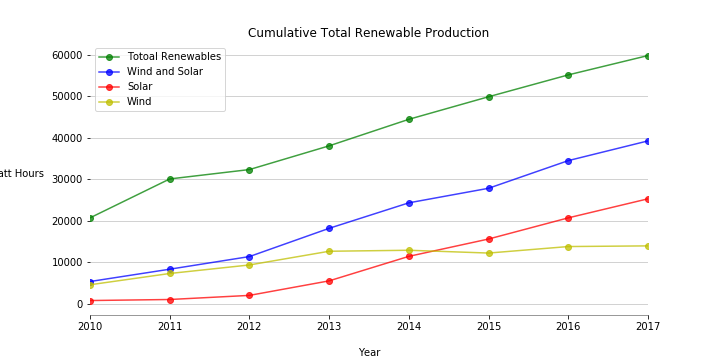 Cumulative Total Renewable Production
Totoal Renewables
Wind and Solar
Solar
Wind
60000
50000
40000
30000
20000
10000
0
Hours
2010 2011 2012 2013 2014 2015 2016 2017
Year